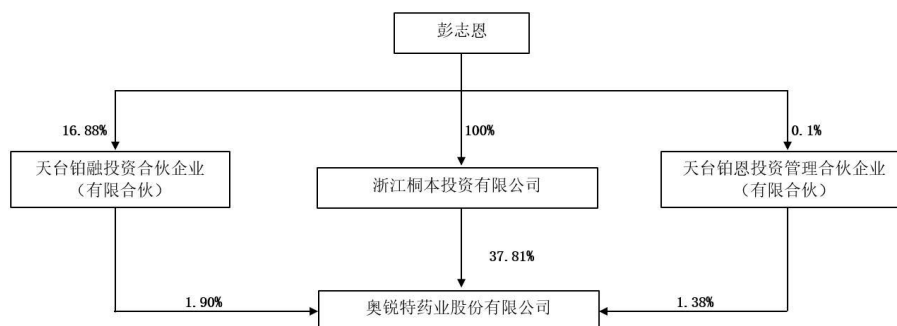 彭志恩
16.88%
100%
0.1%
天台铂融投资合伙企业
（有限合伙）
浙江桐本投资有限公司
天台铂恩投资管理合伙企业
（有限合伙）
37.81%
1.90%
奥锐特药业股份有限公司
1.38%